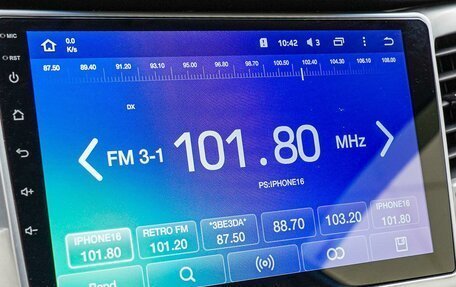 MIC
RST
0.0
K/s
10:42
3
87.50 89.40 91.20 93.10 95.00 96.80 98.70 100.50 102.40 104.30 106.10 108.00
DX
FM 3-1 101.80 MHz
PS:IPHONE16
IPHONE16
101.80
RETRO FM
101.20
*3BE3DA*
87.50
88.70
103.20
IPHONE16
101.80
Band